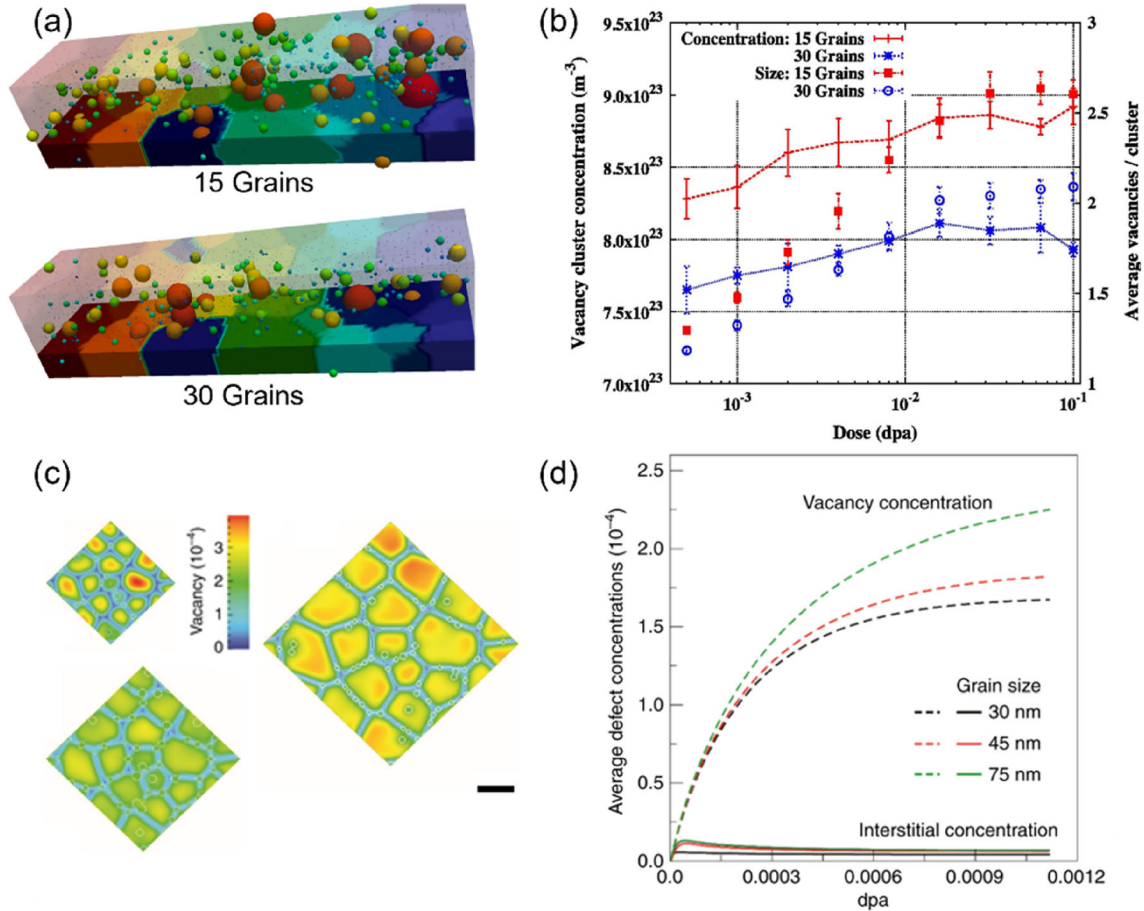 (a)
15 Grains
30 Grains
(b)
9.5x10²³
9.0x10²³
8.5x10²³
8.0x10²³
7.5x10²³
7.0x10²³
Vacancy cluster concentration (m⁻³)
Concentration: 15 Grains
30 Grains
Size: 15 Grains
30 Grains
3
2.5
2
1.5
1
Average vacancies / cluster
10⁻³
10⁻²
10⁻¹
Dose (dpa)
(c)
Vacancy (10⁻⁴)
3
2
1
0
(d)
2.5
2.0
1.5
1.0
0.5
0.0
Average defect concentrations (10⁻⁴)
Vacancy concentration
Grain size
30 nm
45 nm
75 nm
Interstitial concentration
0.0
0.0003
0.0006
0.0009
0.0012
dpa